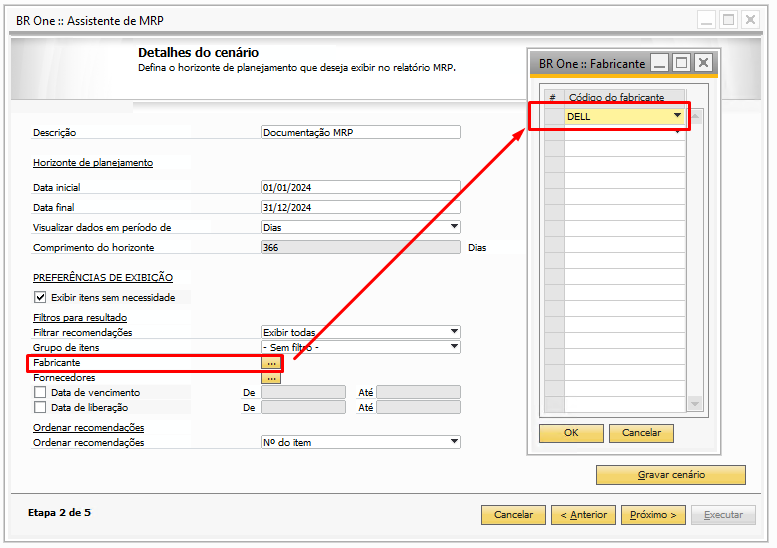 BR One :: Assistente de MRP
Detalhes do cenário
Defina o horizonte de planejamento que deseja exibir no relatório MRP.
Descrição Documentação MRP
Horizonte de planejamento
Data inicial 01/01/2024
Data final 31/12/2024
Visualizar dados em período de Dias
Comprimento do horizonte 366 Dias
PREFERÊNCIAS DE EXIBIÇÃO
Exibir itens sem necessidade
Filtros para resultado
Filtrar recomendações Exibir todas
Grupo de itens - Sem filtro -
Fabricante ...
Fornecedores ...
Data de vencimento De Até
Data de liberação De Até
Ordenar recomendações
Ordenar recomendações Nº do item
BR One :: Fabricante
# Código do fabricante
DELL
OK Cancelar
Gravar cenário
Etapa 2 de 5 Cancelar < Anterior Próximo > Executar